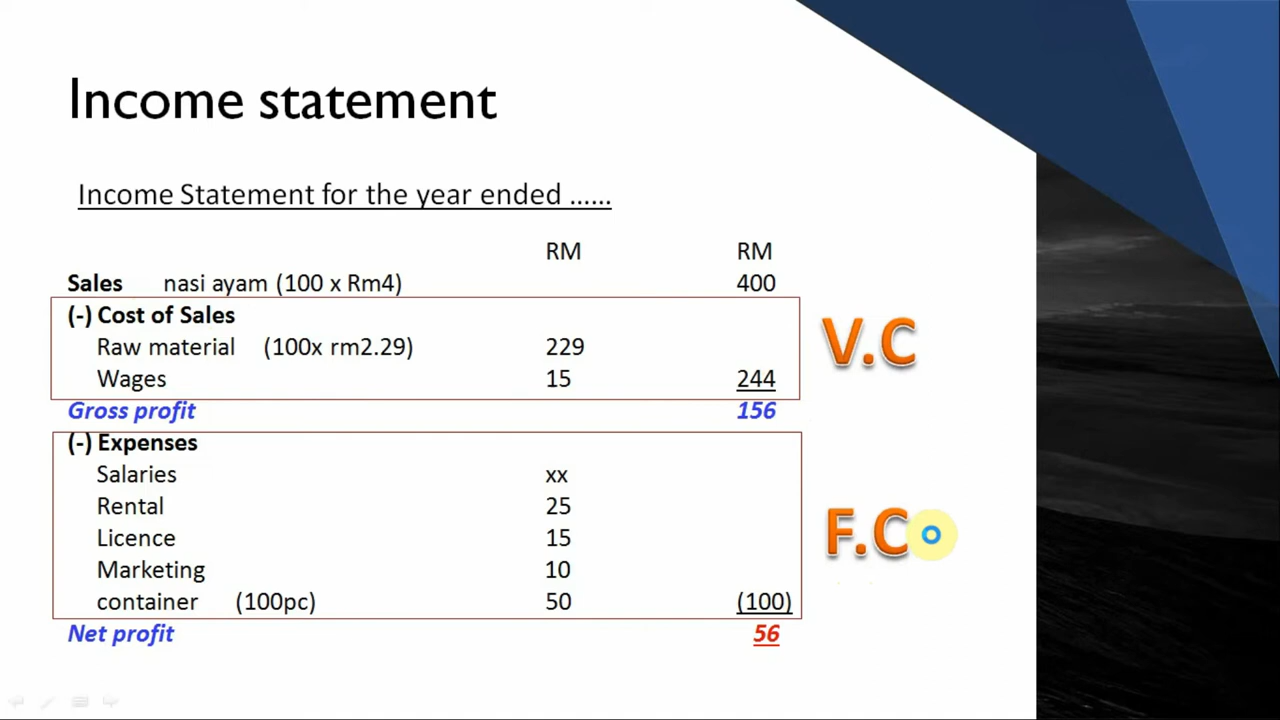 Income statement
Income Statement for the year ended ......
RM RM
Sales nasi ayam (100 x Rm4) 400
(-) Cost of Sales
Raw material (100x rm2.29) 229
Wages 15 244
V.C
Gross profit 156
(-) Expenses
Salaries xx
Rental 25
Licence 15
F.C
Marketing 10
container (100pc) 50 (100)
Net profit 56